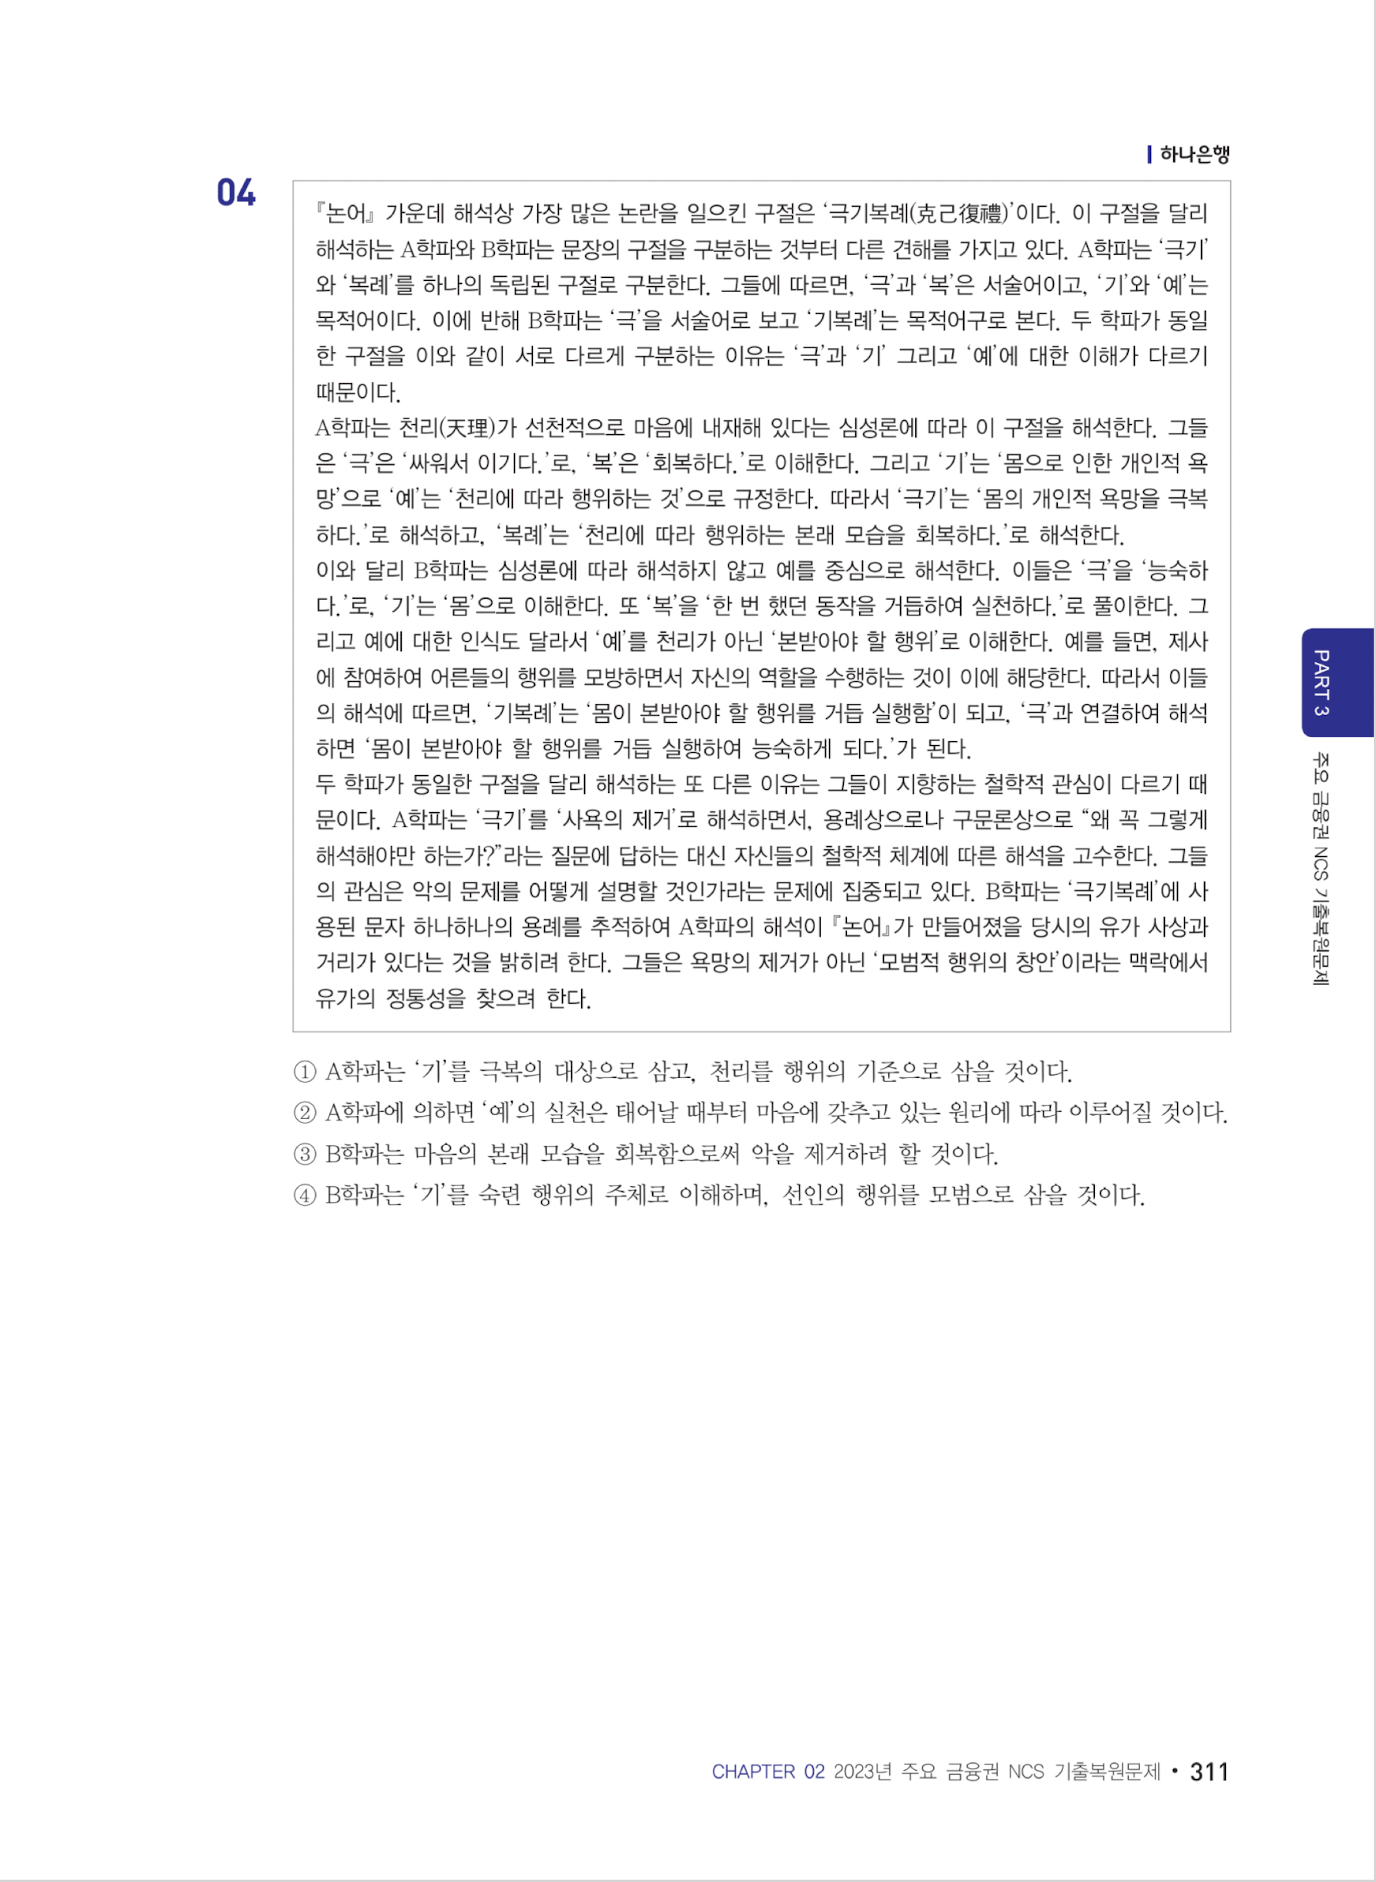 하나은행
04
『논어』 가운데 해석상 가장 많은 논란을 일으킨 구절은 ‘극기복례(克己復禮)’이다. 이 구절을 달리
해석하는 A학파와 B학파는 문장의 구절을 구분하는 것부터 다른 견해를 가지고 있다. A학파는 ‘극기’
와 ‘복례’를 하나의 독립된 구절로 구분한다. 그들에 따르면, ‘극’과 ‘복’은 서술어이고, ‘기’와 ‘예’는
목적어이다. 이에 반해 B학파는 ‘극’을 서술어로 보고 ‘기복례’는 목적어구로 본다. 두 학파가 동일
한 구절을 이와 같이 서로 다르게 구분하는 이유는 ‘극’과 ‘기’ 그리고 ‘예’에 대한 이해가 다르기
때문이다.
A학파는 천리(天理)가 선천적으로 마음에 내재해 있다는 심성론에 따라 이 구절을 해석한다. 그들
은 ‘극’은 ‘싸워서 이기다.’로, ‘복’은 ‘회복하다.’로 이해한다. 그리고 ‘기’는 ‘몸으로 인한 개인적 욕
망’으로 ‘예’는 ‘천리에 따라 행위하는 것’으로 규정한다. 따라서 ‘극기’는 ‘몸의 개인적 욕망을 극복
하다.’로 해석하고, ‘복례’는 ‘천리에 따라 행위하는 본래 모습을 회복하다.’로 해석한다.
이와 달리 B학파는 심성론에 따라 해석하지 않고 예를 중심으로 해석한다. 이들은 ‘극’을 ‘능숙하
다.’로, ‘기’는 ‘몸’으로 이해한다. 또 ‘복’을 ‘한 번 했던 동작을 거듭하여 실천하다.’로 풀이한다. 그
리고 예에 대한 인식도 달라서 ‘예’를 천리가 아닌 ‘본받아야 할 행위’로 이해한다. 예를 들면, 제사
에 참여하여 어른들의 행위를 모방하면서 자신의 역할을 수행하는 것이 이에 해당한다. 따라서 이들
의 해석에 따르면, ‘기복례’는 ‘몸이 본받아야 할 행위를 거듭 실행함’이 되고, ‘극’과 연결하여 해석
하면 ‘몸이 본받아야 할 행위를 거듭 실행하여 능숙하게 되다.’가 된다.
두 학파가 동일한 구절을 달리 해석하는 또 다른 이유는 그들이 지향하는 철학적 관심이 다르기 때
문이다. A학파는 ‘극기’를 ‘사욕의 제거’로 해석하면서, 용례상으로나 구문론상으로 “왜 꼭 그렇게
해석해야만 하는가?”라는 질문에 답하는 대신 자신들의 철학적 체계에 따른 해석을 고수한다. 그들
의 관심은 악의 문제를 어떻게 설명할 것인가라는 문제에 집중되고 있다. B학파는 ‘극기복례’에 사
용된 문자 하나하나의 용례를 추적하여 A학파의 해석이 『논어』가 만들어졌을 당시의 유가 사상과
거리가 있다는 것을 밝히려 한다. 그들은 욕망의 제거가 아닌 ‘모범적 행위의 창안’이라는 맥락에서
유가의 정통성을 찾으려 한다.
① A학파는 ‘기’를 극복의 대상으로 삼고, 천리를 행위의 기준으로 삼을 것이다.
② A학파에 의하면 ‘예’의 실천은 태어날 때부터 마음에 갖추고 있는 원리에 따라 이루어질 것이다.
③ B학파는 마음의 본래 모습을 회복함으로써 악을 제거하려 할 것이다.
④ B학파는 ‘기’를 숙련 행위의 주체로 이해하며, 선인의 행위를 모범으로 삼을 것이다.
PART 3
주요 금융권 NCS 기출복원문제
CHAPTER 02 2023년 주요 금융권 NCS 기출복원문제 • 311